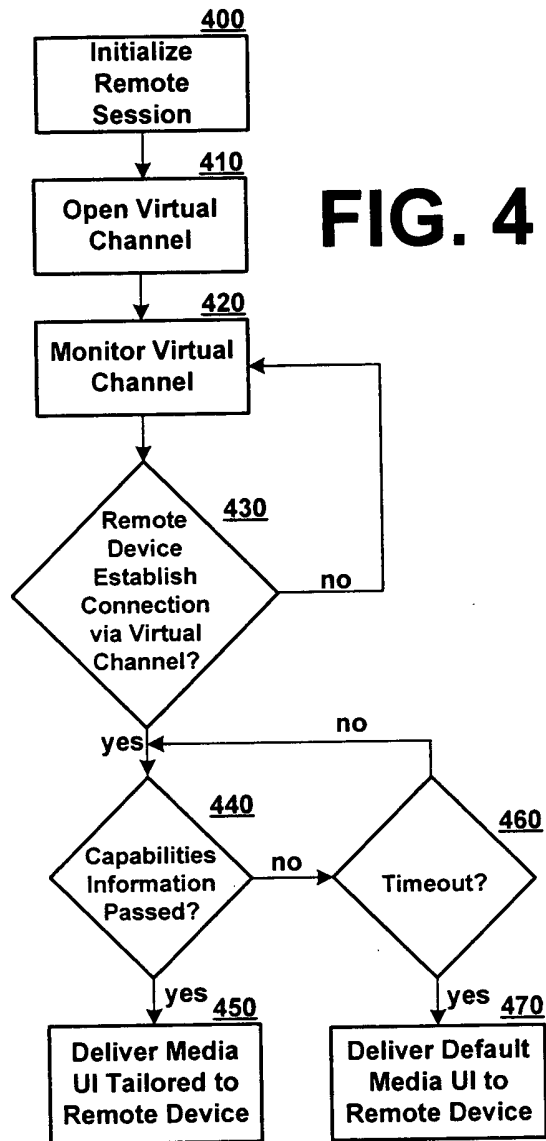 400
Initialize
Remote
Session
410
Open Virtual
Channel
FIG. 4
420
Monitor Virtual
Channel
430
Remote
Device
Establish
Connection
via Virtual
Channel?
no
yes
no
440
Capabilities
Information
Passed?
no
460
Timeout?
yes
450
Deliver Media
UI Tailored to
Remote Device
yes
470
Deliver Default
Media UI to
Remote Device